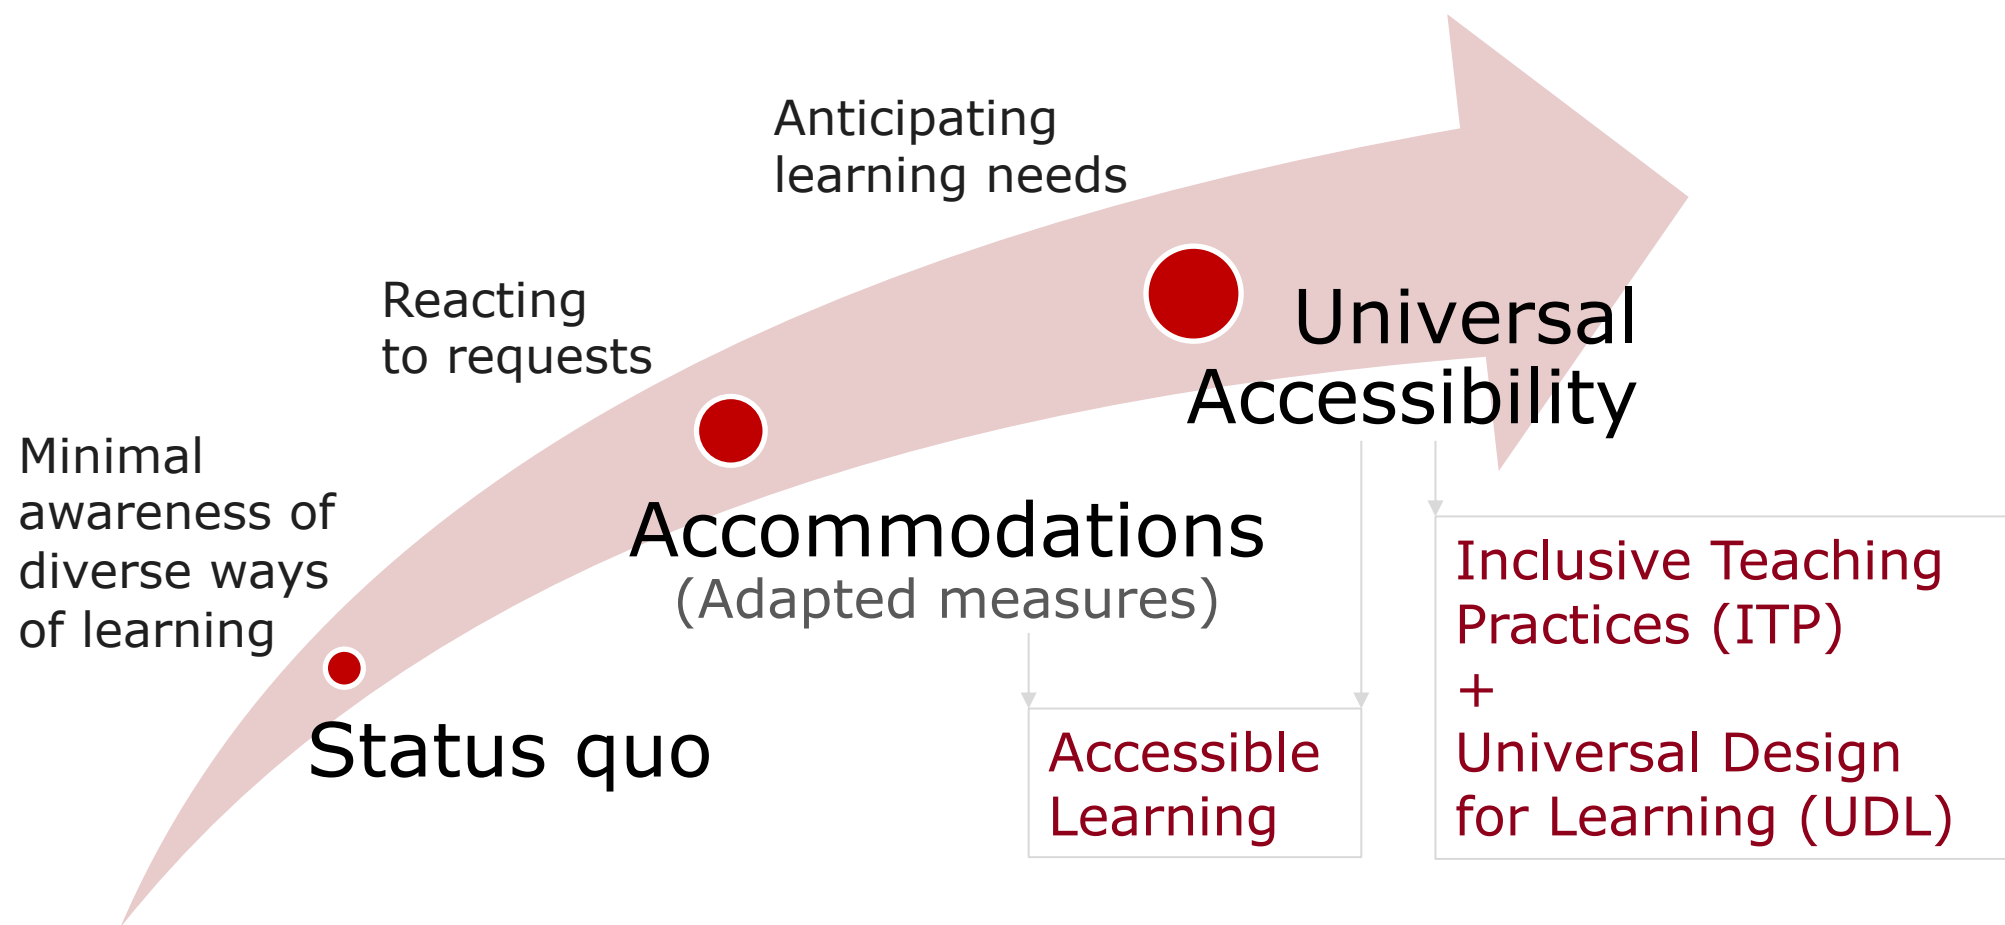 Anticipating
learning needs
Reacting
to requests
Minimal
awareness of
diverse ways
of learning
Universal
Accessibility
Accommodations
(Adapted measures)
Status quo
Accessible
Learning
Inclusive Teaching
Practices (ITP)
+
Universal Design
for Learning (UDL)